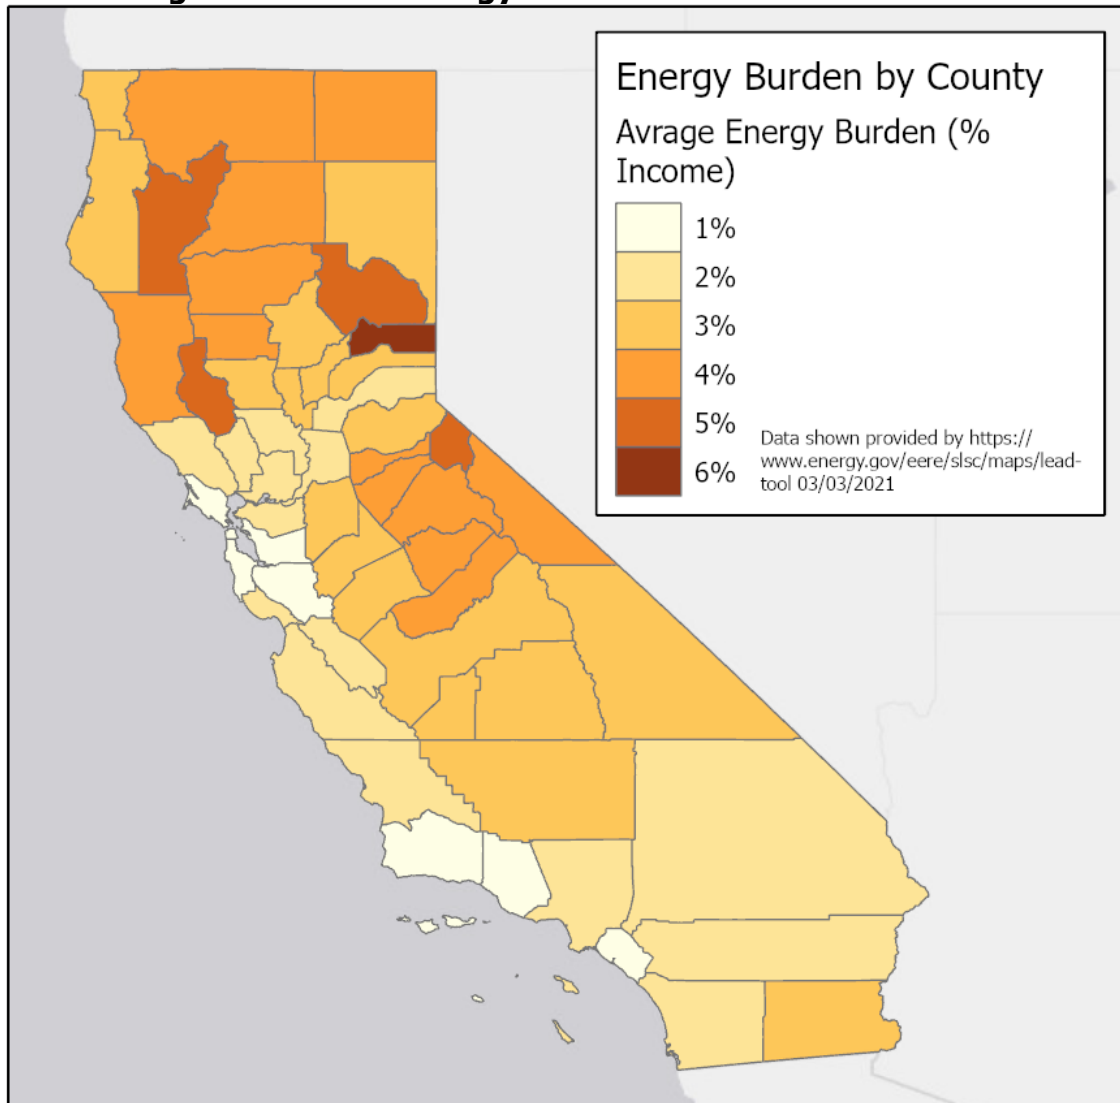 Energy Burden by County
Avrage Energy Burden (%
Income)
1%
2%
3%
4%
5%
6%
Data shown provided by https://
www.energy.gov/eere/slsc/maps/lead-
tool 03/03/2021